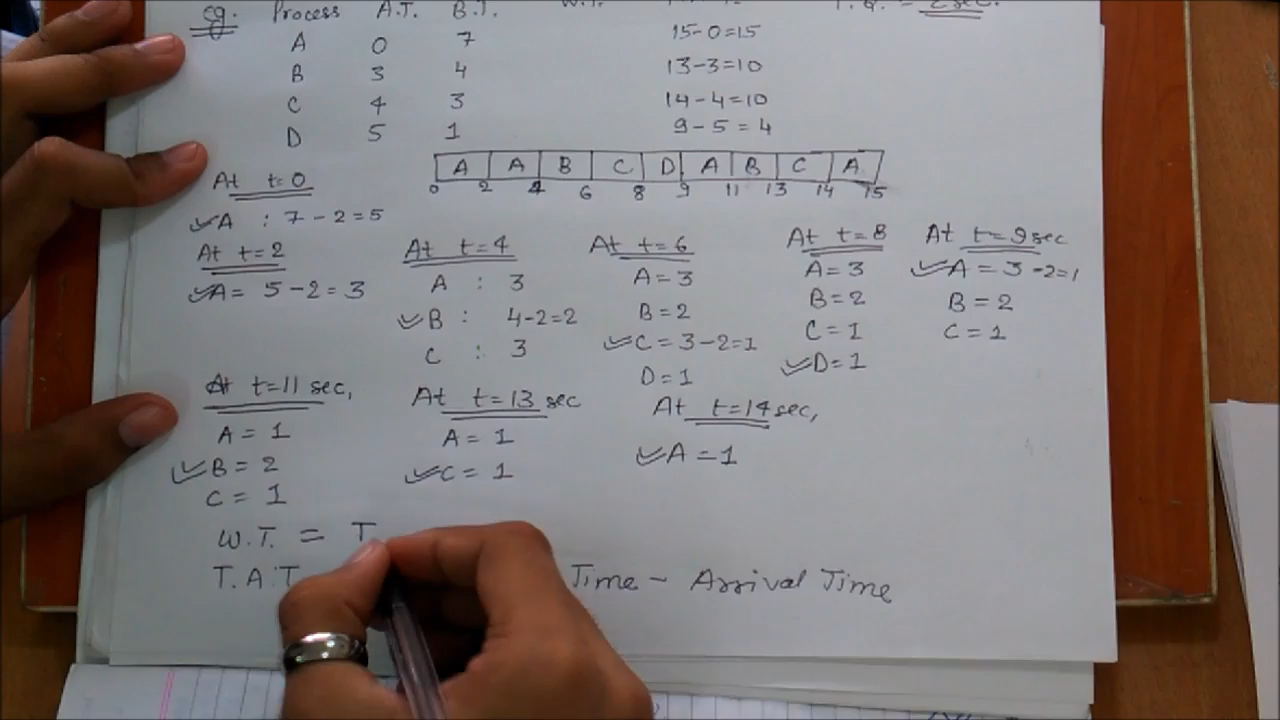 eg. Process A.T. B.T. W.T. T.Q. = 2 sec.
A 0 7 15-0=15
B 3 4 13-3=10
C 4 3 14-4=10
D 5 1 9-5=4
A A B C D A B C A
0 2 4 6 8 9 11 13 14 15
At t=0
A : 7-2=5
At t=2
A= 5-2=3
At t=4
A : 3
B : 4-2=2
C : 3
At t=6
A=3
B=2
C=3-2=1
D=1
At t=8
A=3
B=2
C=1
D=1
At t=9sec
A=3-2=1
B=2
C=1
At t=11 sec,
A=1
B=2
C=1
At t=13 sec
A=1
C=1
At t=14sec,
A=1
W.T. = T
T.A.T Time - Arrival Time